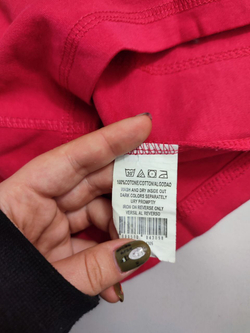 100%COTONE/COTTON/ALGODAO
WASH AND DRY INSIDE OUT
DARK COLORS SEPARATELY
DRY PROMPTLY
IRON ON REVERSE ONLY
VERSO AL REVERSO